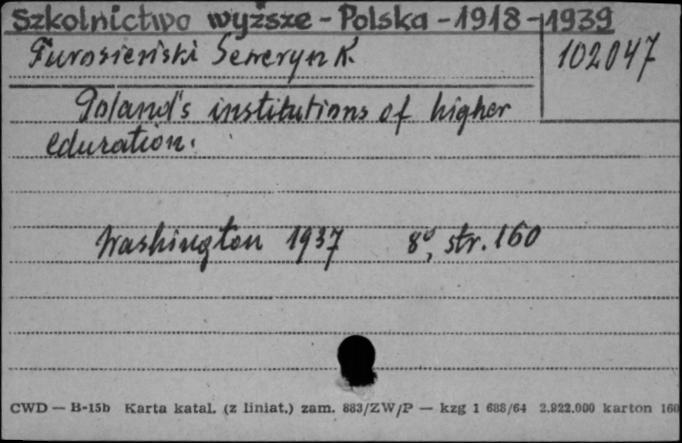 Szkolnictwo wyższe - Polska - 1918 - 1939
Turosieński Seweryn K.
102047
Poland's institutions of higher
education.
Washington 1937 8º, str. 160
CWD — B-15b Karta katal. (z liniat.) zam. 883/ZW/P — kzg 1 688/64 2.922.000 karton 160